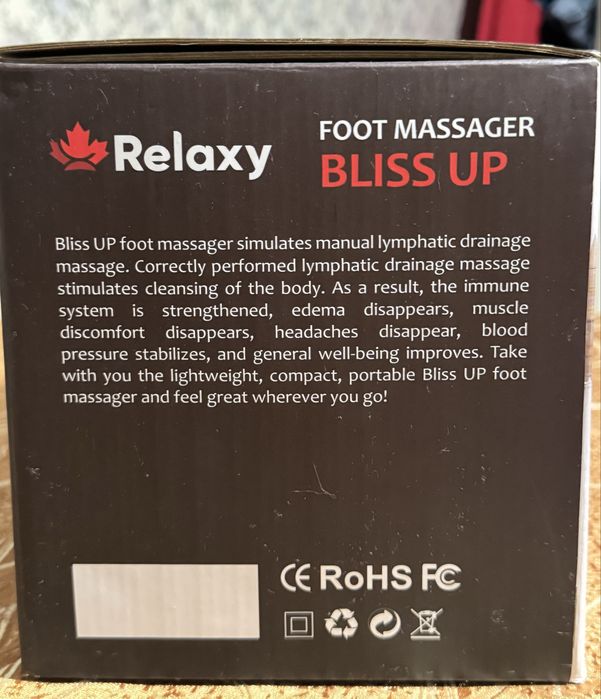 Relaxy
FOOT MASSAGER
BLISS UP
Bliss UP foot massager simulates manual lymphatic drainage
massage. Correctly performed lymphatic drainage massage
stimulates cleansing of the body. As a result, the immune
system is strengthened, edema disappears, muscle
discomfort disappears, headaches disappear, blood
pressure stabilizes, and general well-being improves. Take
with you the lightweight, compact, portable Bliss UP foot
massager and feel great wherever you go!
CE RoHS FC